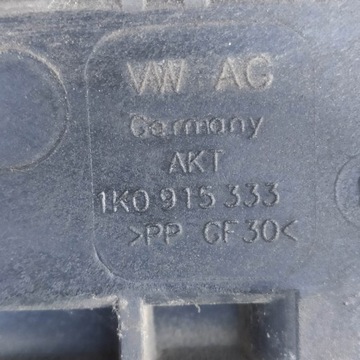 VW AG
Germany
AKT
1K0 915 333
>PP GF30<